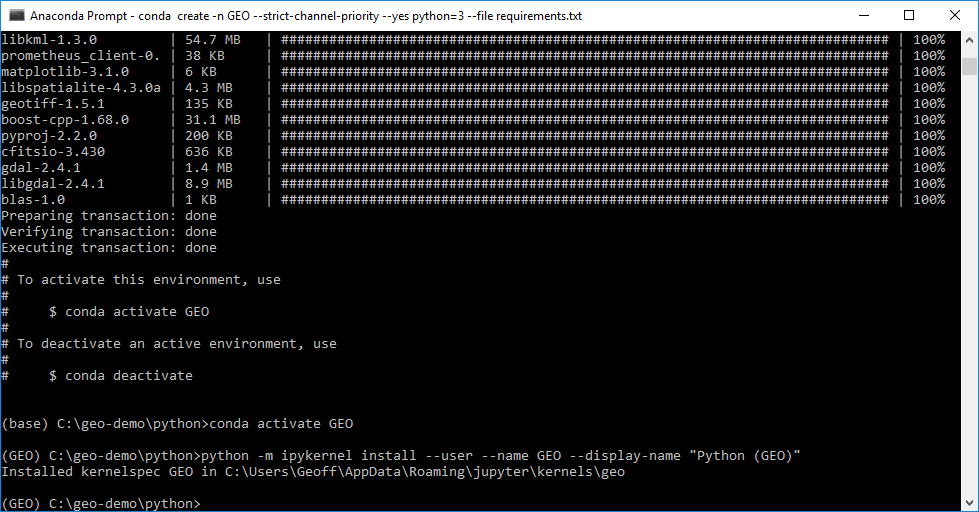 Anaconda Prompt - conda  create -n GEO --strict-channel-priority --yes python=3 --file requirements.txt
libkml-1.3.0         | 54.7 MB   | ############################################################################ | 100%
prometheus_client-0. | 38 KB     | ############################################################################ | 100%
matplotlib-3.1.0     | 6 KB      | ############################################################################ | 100%
libspatialite-4.3.0a | 4.3 MB    | ############################################################################ | 100%
geotiff-1.5.1        | 135 KB    | ############################################################################ | 100%
boost-cpp-1.68.0     | 31.1 MB   | ############################################################################ | 100%
pyproj-2.2.0         | 200 KB    | ############################################################################ | 100%
cfitsio-3.430        | 636 KB    | ############################################################################ | 100%
gdal-2.4.1           | 1.4 MB    | ############################################################################ | 100%
libgdal-2.4.1        | 8.9 MB    | ############################################################################ | 100%
blas-1.0             | 1 KB      | ############################################################################ | 100%
Preparing transaction: done
Verifying transaction: done
Executing transaction: done
#
# To activate this environment, use
#
#     $ conda activate GEO
#
# To deactivate an active environment, use
#
#     $ conda deactivate
(base) C:\geo-demo\python>conda activate GEO
(GEO) C:\geo-demo\python>python -m ipykernel install --user --name GEO --display-name "Python (GEO)"
Installed kernelspec GEO in C:\Users\Geoff\AppData\Roaming\jupyter\kernels\geo
(GEO) C:\geo-demo\python>